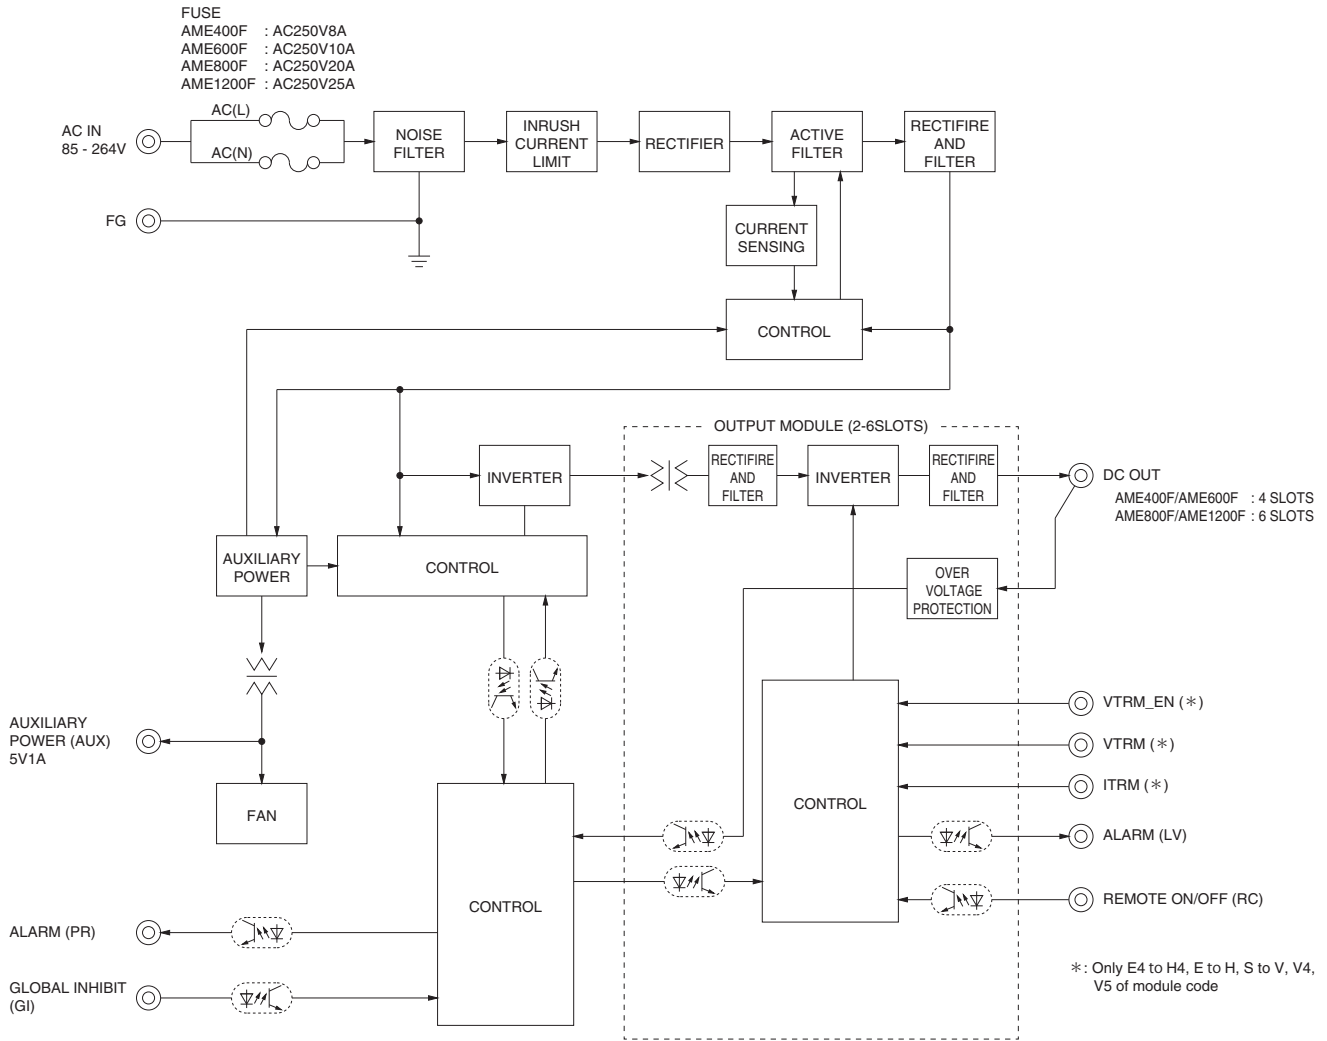 FUSE
AME400F : AC250V8A
AME600F : AC250V10A
AME800F : AC250V20A
AME1200F : AC250V25A
AC(L)
AC(N)
AC IN
85 - 264V
NOISE
FILTER
INRUSH
CURRENT
LIMIT
RECTIFIER
ACTIVE
FILTER
RECTIFIRE
AND
FILTER
FG
CURRENT
SENSING
CONTROL
OUTPUT MODULE (2-6SLOTS)
INVERTER
RECTIFIRE
AND
FILTER
INVERTER
RECTIFIRE
AND
FILTER
DC OUT
AME400F/AME600F : 4 SLOTS
AME800F/AME1200F : 6 SLOTS
AUXILIARY
POWER
CONTROL
OVER
VOLTAGE
PROTECTION
AUXILIARY
POWER (AUX)
5V1A
FAN
VTRM_EN (*)
VTRM (*)
ITRM (*)
CONTROL
ALARM (LV)
REMOTE ON/OFF (RC)
CONTROL
ALARM (PR)
GLOBAL INHIBIT
(GI)
*: Only E4 to H4, E to H, S to V, V4,
V5 of module code